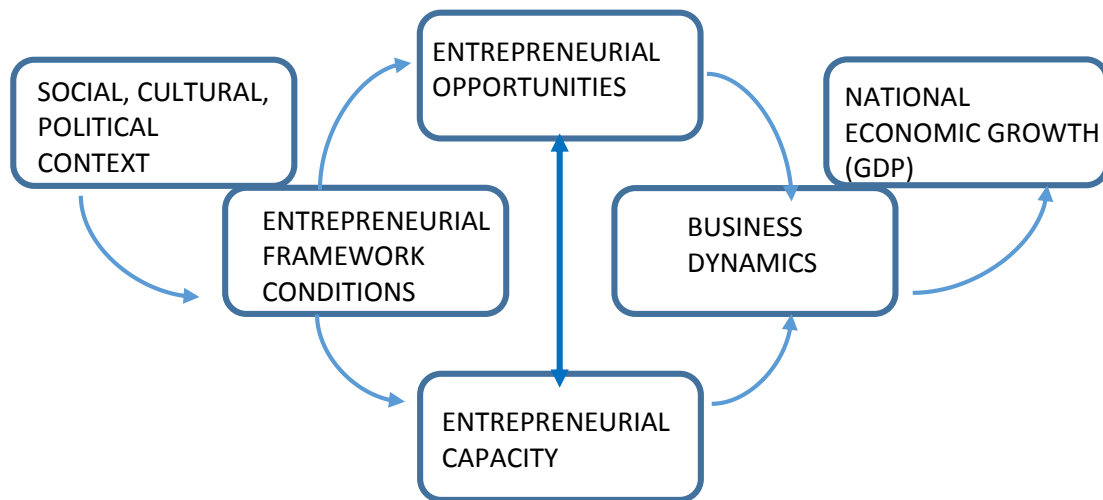 SOCIAL, CULTURAL,
POLITICAL
CONTEXT
ENTREPRENEURIAL
FRAMEWORK
CONDITIONS
ENTREPRENEURIAL
OPPORTUNITIES
ENTREPRENEURIAL
CAPACITY
BUSINESS
DYNAMICS
NATIONAL
ECONOMIC GROWTH
(GDP)